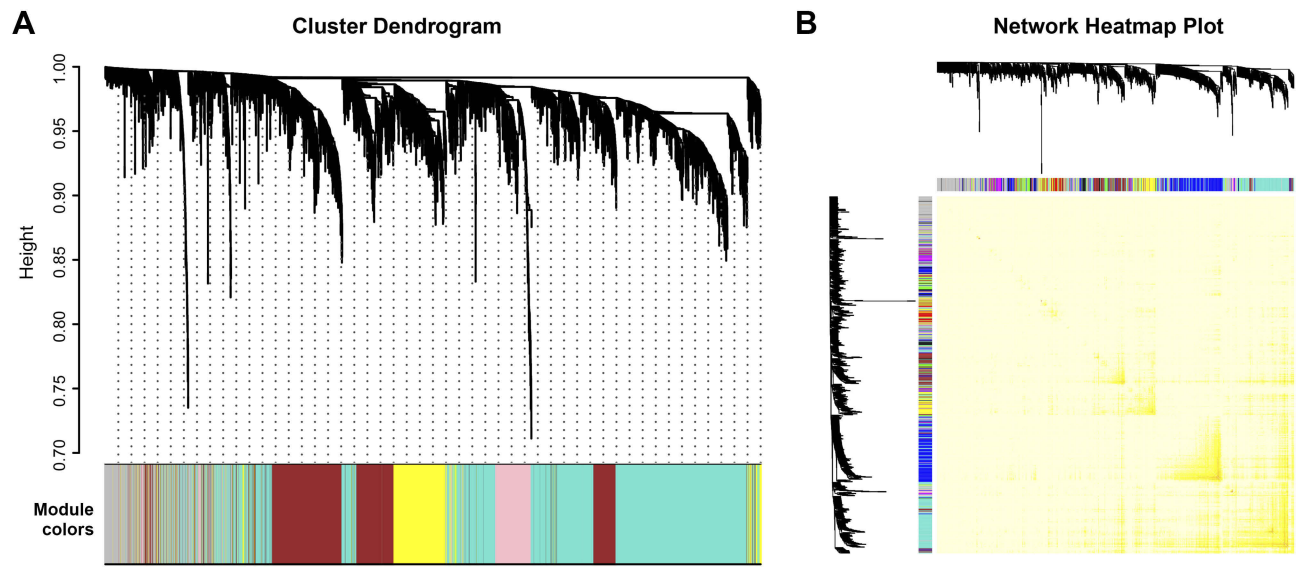 A
Cluster Dendrogram
Height
1.00
0.95
0.90
0.85
0.80
0.75
0.70
Module
colors
B
Network Heatmap Plot